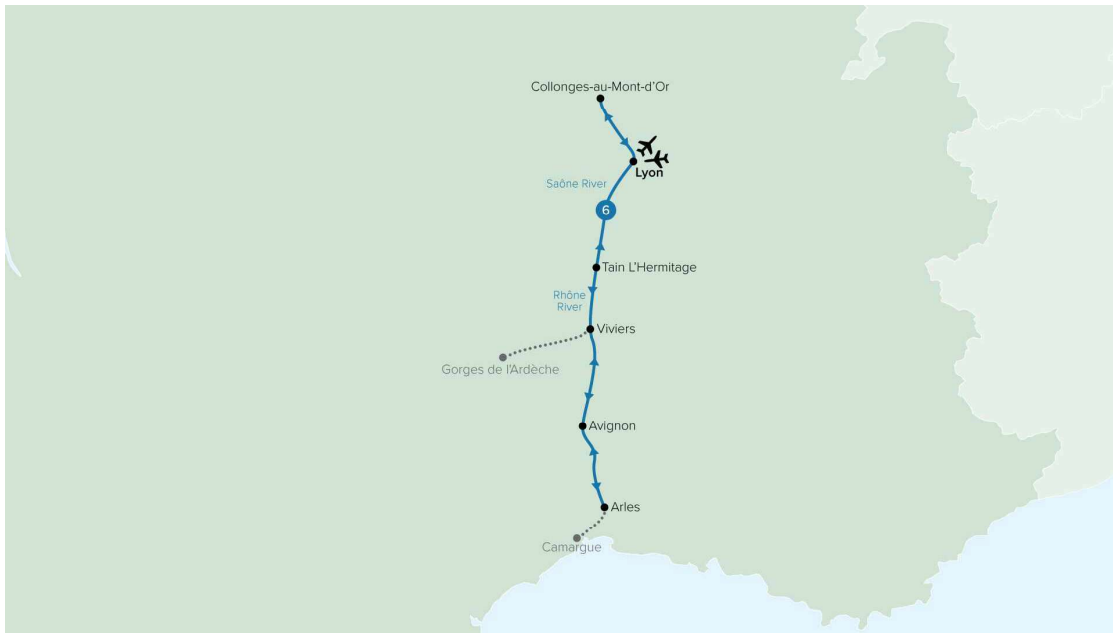 Collonges-au-Mont-d'Or
Lyon
Saône River
6
Tain L'Hermitage
Rhône
River
Viviers
Gorges de l'Ardèche
Avignon
Arles
Camargue